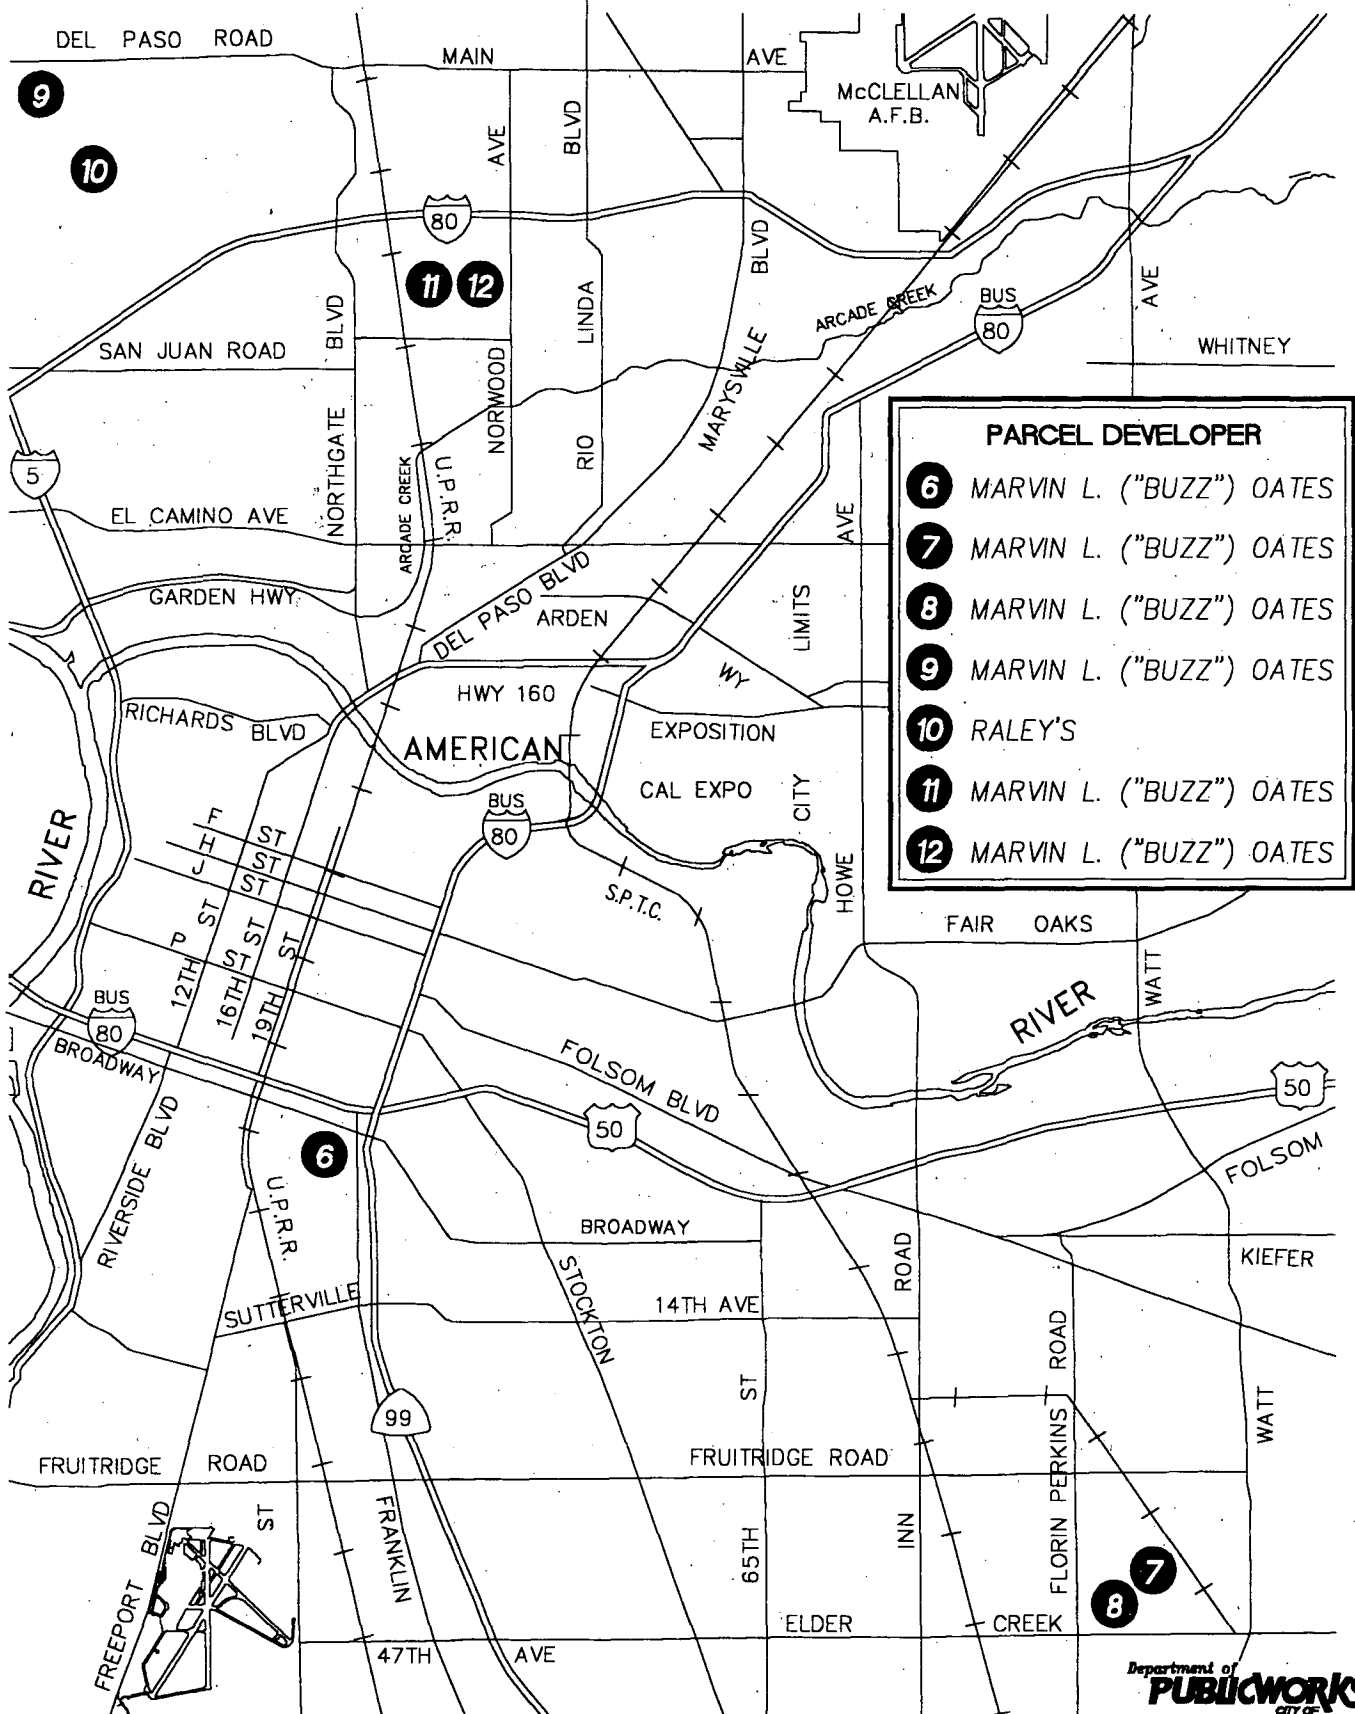 DEL PASO ROAD
MAIN AVE
9
McCLELLAN
A.F.B.
10
AVE
BLVD
80
BLVD
11 12
BLVD
LINDA
ARCADE CREEK
BUS
80
AVE
SAN JUAN ROAD
WHITNEY
NORTHGATE
NORWOOD
RIO
MARYSVILLE
5
ARCADE CREEK
U.P.R.R.
EL CAMINO AVE
AVE
PARCEL DEVELOPER
6 MARVIN L. ("BUZZ") OATES
7 MARVIN L. ("BUZZ") OATES
8 MARVIN L. ("BUZZ") OATES
9 MARVIN L. ("BUZZ") OATES
10 RALEY'S
11 MARVIN L. ("BUZZ") OATES
12 MARVIN L. ("BUZZ") OATES
GARDEN HWY
DEL PASO BLVD
ARDEN
WY
LIMITS
HWY 160
RICHARDS BLVD
EXPOSITION
AMERICAN
CAL EXPO
CITY
BUS
80
RIVER
F ST
H ST
J ST
S.P.T.C.
HOWE
FAIR OAKS
P ST
12TH ST
16TH ST
19TH ST
WATT
RIVER
BUS
80
BROADWAY
FOLSOM BLVD
50
50
RIVERSIDE BLVD
6
FOLSOM
U.P.R.R.
BROADWAY
ROAD
KIEFER
STOCKTON
SUTTERVILLE
14TH AVE
ROAD
ST
99
WATT
FRUITRIDGE ROAD
FRUITRIDGE ROAD
FLORIN PERKINS
BLVD
ST
FRANKLIN
65TH
INN
7
8
FREEPORT
ELDER CREEK
47TH AVE
Department of
PUBLIC WORKS
CITY OF